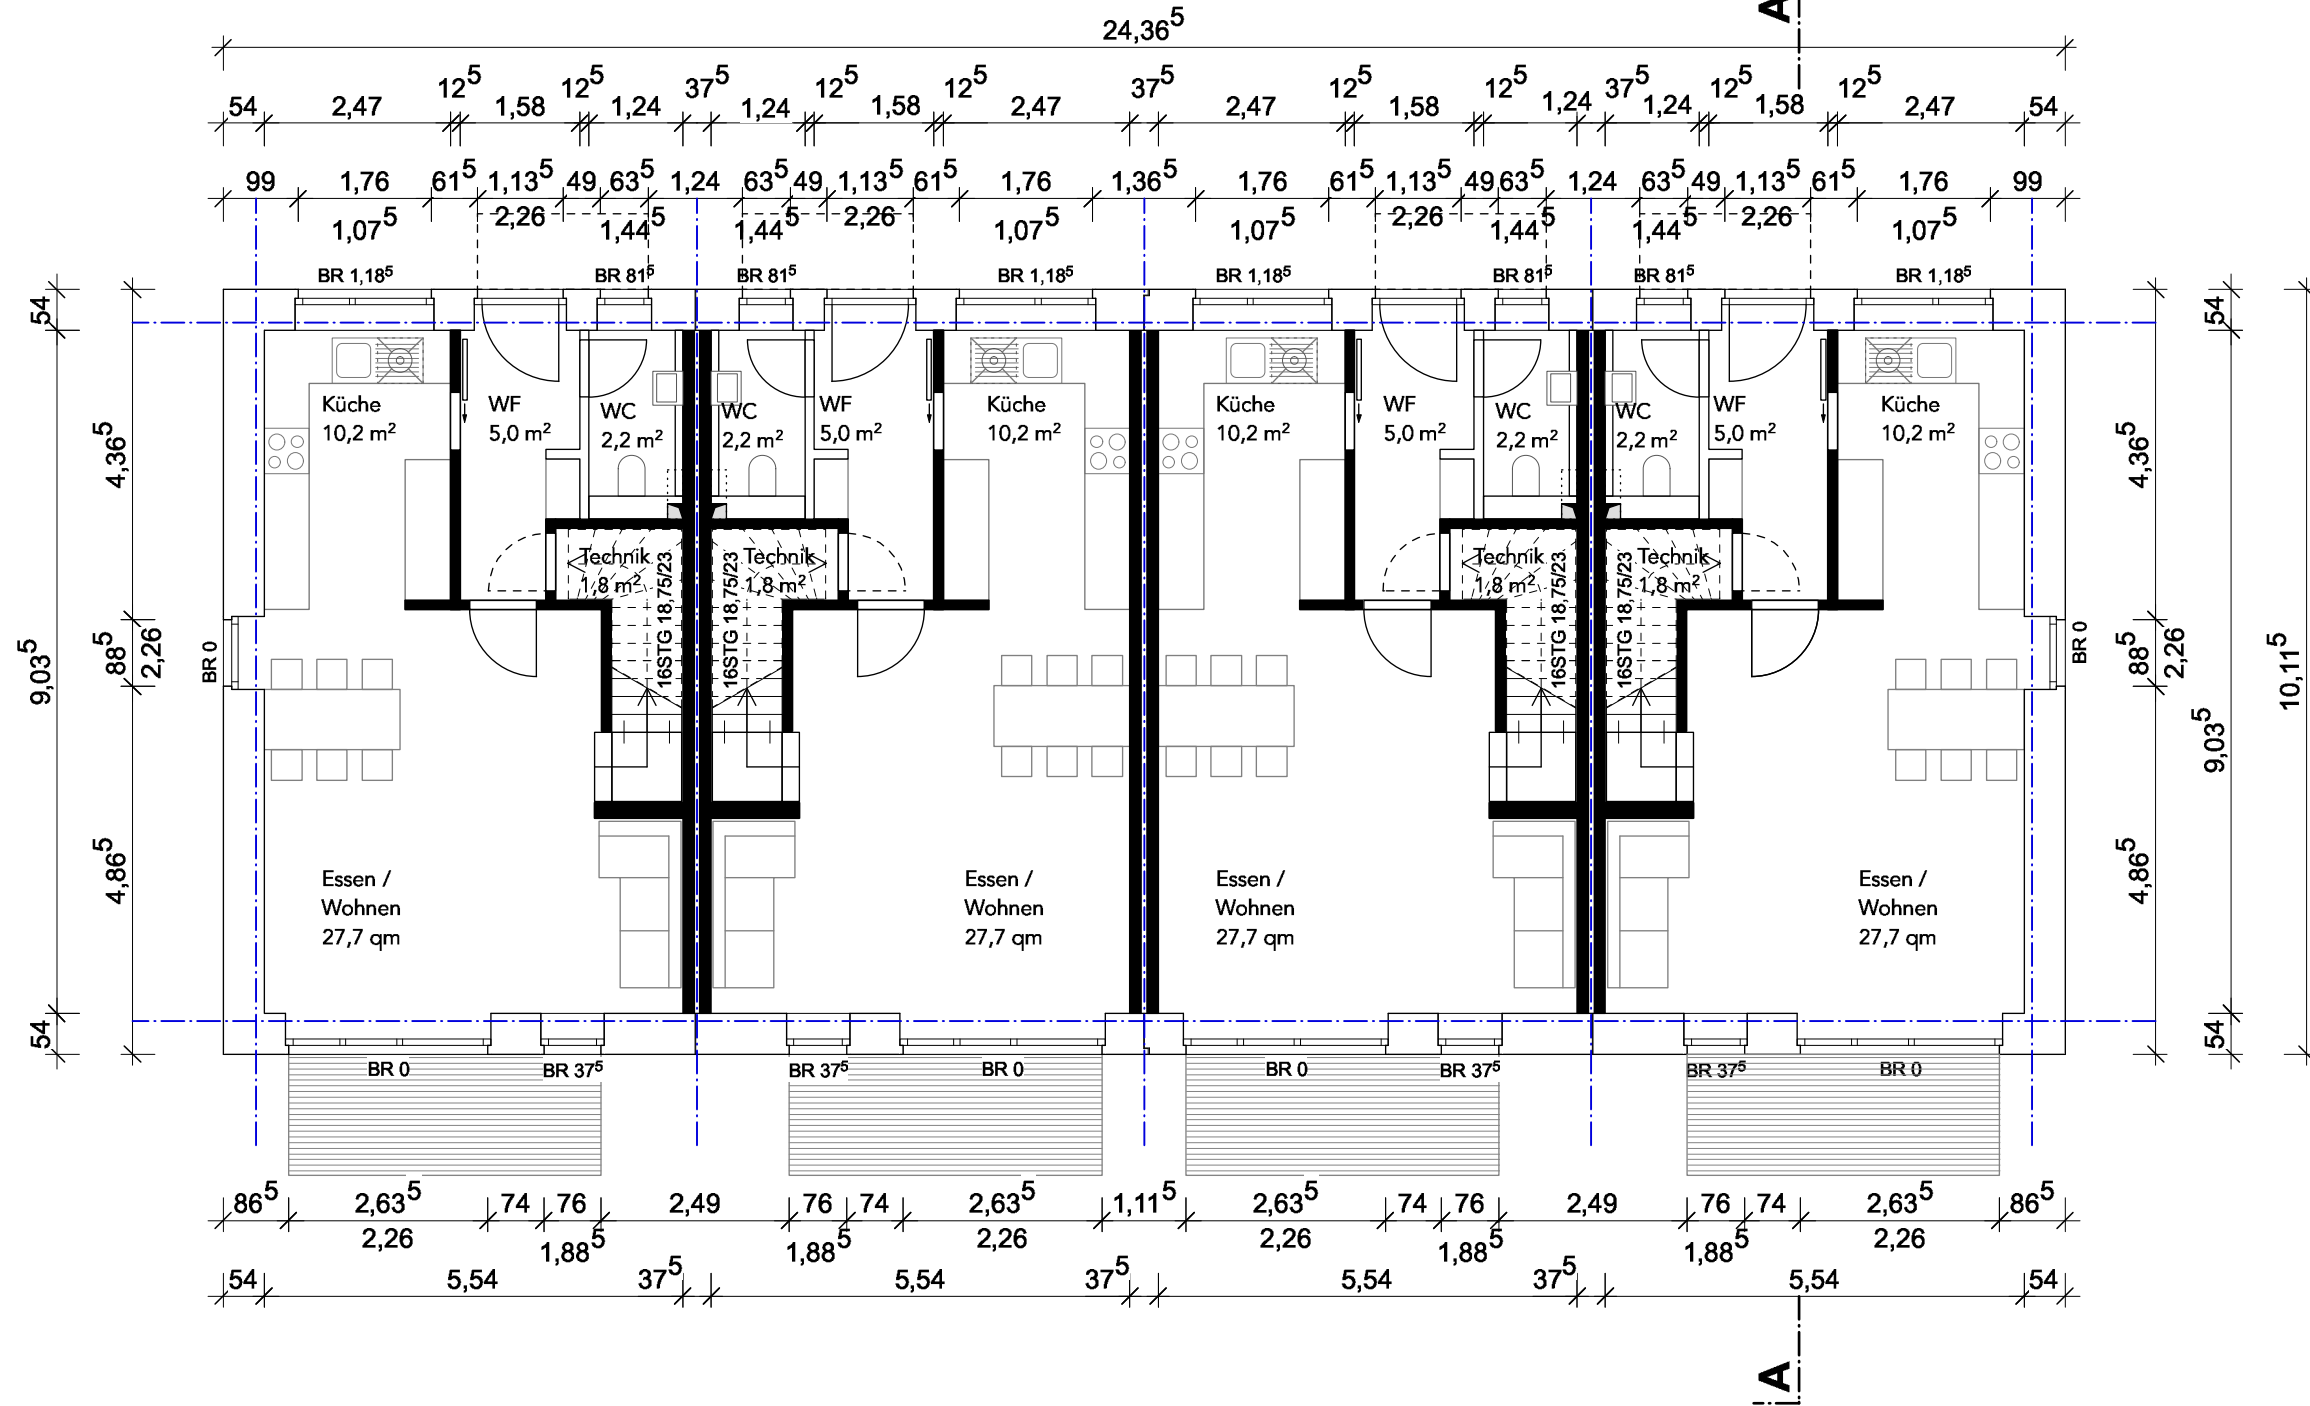 A
24,36⁵
54 2,47 12⁵ 1,58 12⁵ 1,24 37⁵ 1,24 12⁵ 1,58 12⁵ 2,47 37⁵ 2,47 12⁵ 1,58 12⁵ 1,24 37⁵ 1,24 12⁵ 1,58 12⁵ 2,47 54
99 1,76 61⁵ 1,13⁵ 49 63⁵ 1,24 63⁵ 49 1,13⁵ 61⁵ 1,76 1,36⁵ 1,76 61⁵ 1,13⁵ 49 63⁵ 1,24 63⁵ 49 1,13⁵ 61⁵ 1,76 99
1,07⁵ 2,26 1,44⁵ 1,44⁵ 2,26 1,07⁵ 1,07⁵ 2,26 1,44⁵ 1,44⁵ 2,26 1,07⁵
BR 1,18⁵ BR 81⁵ BR 81⁵ BR 1,18⁵ BR 1,18⁵ BR 81⁵ BR 81⁵ BR 1,18⁵
54
9,03⁵
54
4,36⁵
88⁵
2,26
4,86⁵
BR 0
Küche
10,2 m²
WF
5,0 m²
WC
2,2 m²
Technik
1,8 m²
16STG 18,75/23
Essen /
Wohnen
27,7 qm
WC
2,2 m²
WF
5,0 m²
Küche
10,2 m²
Technik
1,8 m²
16STG 18,75/23
Essen /
Wohnen
27,7 qm
Küche
10,2 m²
WF
5,0 m²
WC
2,2 m²
Technik
1,8 m²
16STG 18,75/23
Essen /
Wohnen
27,7 qm
WC
2,2 m²
WF
5,0 m²
Küche
10,2 m²
Technik
1,8 m²
16STG 18,75/23
Essen /
Wohnen
27,7 qm
BR 0
4,36⁵
88⁵
2,26
4,86⁵
54
9,03⁵
54
10,11⁵
BR 0 BR 37⁵ BR 37⁵ BR 0 BR 0 BR 37⁵ BR 37⁵ BR 0
86⁵ 2,63⁵ 74 76 2,49 76 74 2,63⁵ 1,11⁵ 2,63⁵ 74 76 2,49 76 74 2,63⁵ 86⁵
2,26 1,88⁵ 1,88⁵ 2,26 2,26 1,88⁵ 1,88⁵ 2,26
54 5,54 37⁵ 5,54 37⁵ 5,54 37⁵ 5,54 54
A